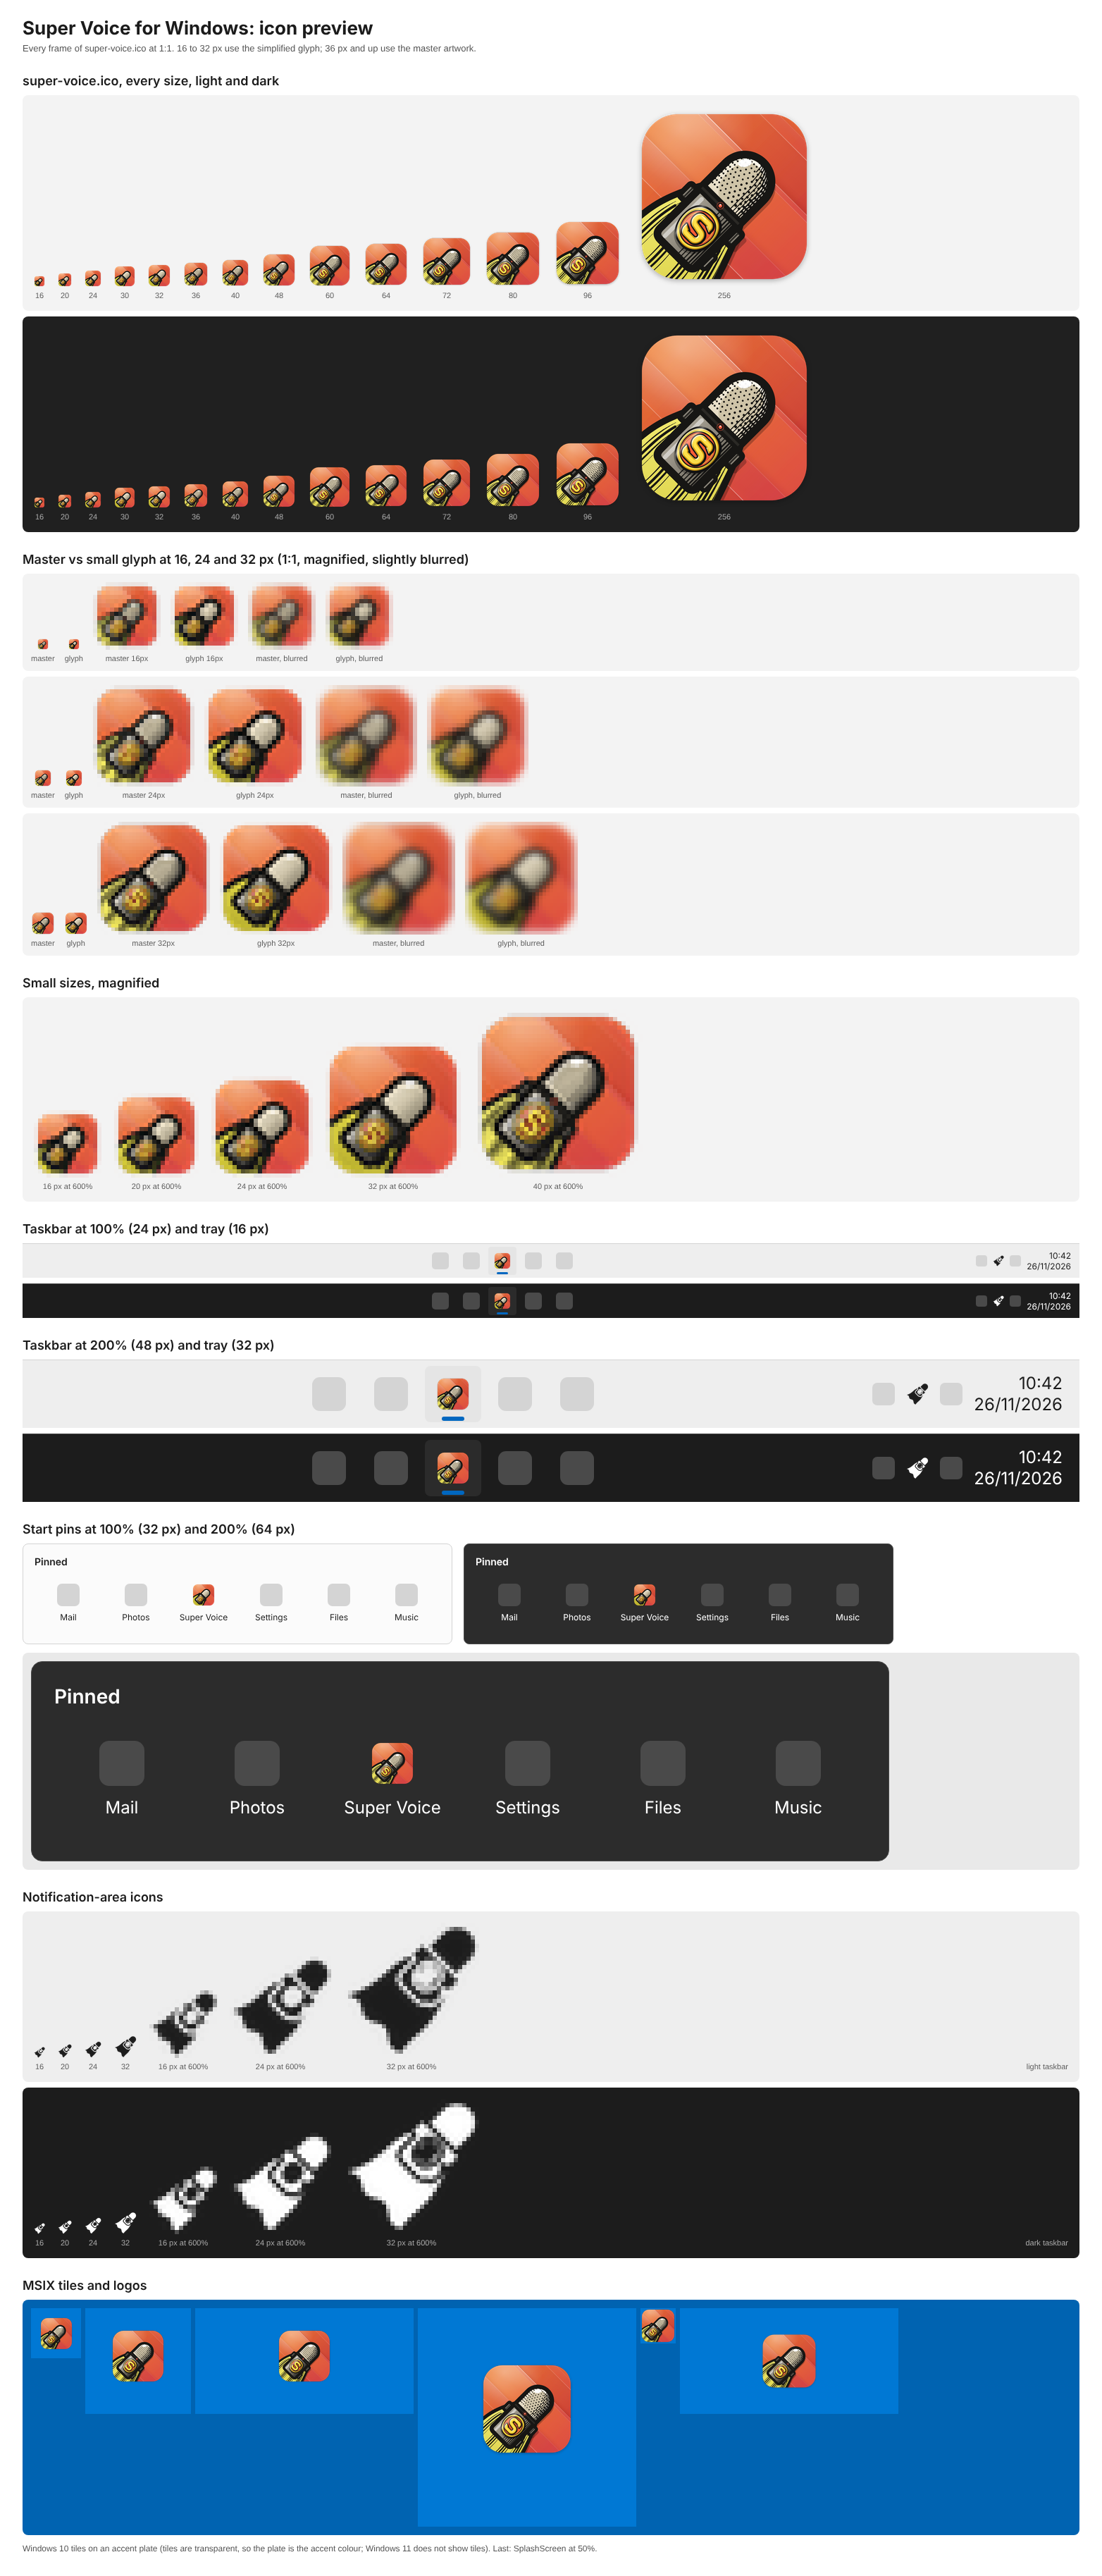 Super Voice for Windows: icon preview
Every frame of super-voice.ico at 1:1. 16 to 32 px use the simplified glyph; 36 px and up use the master artwork.
super-voice.ico, every size, light and dark
S
16 20 24 30 32 36 40 48 60 64 72 80 96 256
S
16 20 24 30 32 36 40 48 60 64 72 80 96 256
Master vs small glyph at 16, 24 and 32 px (1:1, magnified, slightly blurred)
master glyph master 16px glyph 16px master, blurred glyph, blurred
master glyph master 24px glyph 24px master, blurred glyph, blurred
master glyph master 32px glyph 32px master, blurred glyph, blurred
Small sizes, magnified
16 px at 600% 20 px at 600% 24 px at 600% 32 px at 600% 40 px at 600%
Taskbar at 100% (24 px) and tray (16 px)
10:42
26/11/2026
10:42
26/11/2026
Taskbar at 200% (48 px) and tray (32 px)
10:42
26/11/2026
10:42
26/11/2026
Start pins at 100% (32 px) and 200% (64 px)
Pinned
Mail Photos Super Voice Settings Files Music
Pinned
Mail Photos Super Voice Settings Files Music
Pinned
Mail Photos Super Voice Settings Files Music
Notification-area icons
16 20 24 32 16 px at 600% 24 px at 600% 32 px at 600% light taskbar
16 20 24 32 16 px at 600% 24 px at 600% 32 px at 600% dark taskbar
MSIX tiles and logos
S
Windows 10 tiles on an accent plate (tiles are transparent, so the plate is the accent colour; Windows 11 does not show tiles). Last: SplashScreen at 50%.